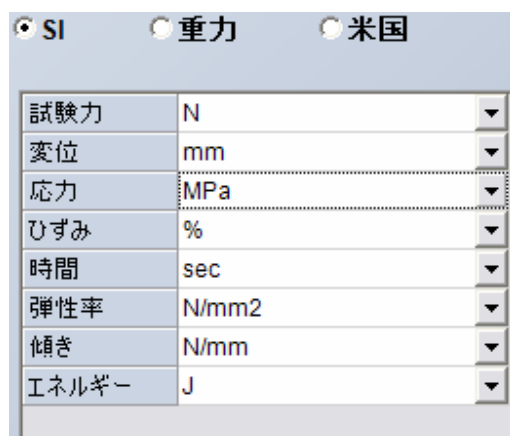 SI 重力 米国
試験力 N
変位 mm
応力 MPa
ひずみ %
時間 sec
弾性率 N/mm2
傾き N/mm
エネルギー J